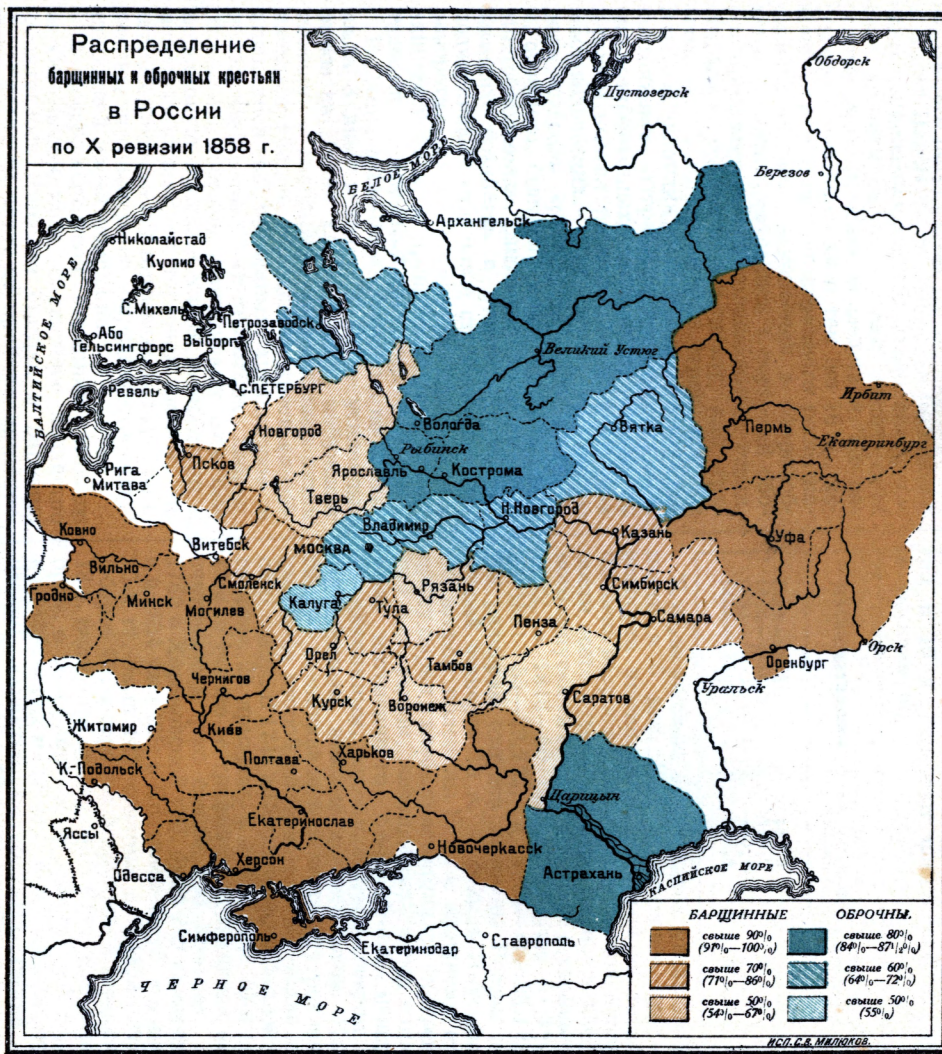 Распределение
барщинных и оброчных крестьян
в России
по X ревизии 1858 г.
Обдорск
Пустозерск
Березов
БЕЛОЕ МОРЕ
Архангельск
Николайстад
Куопио
С.Михель
Петрозаводск
Або
Гельсингфорс
Выборг
БАЛТИЙСКОЕ МОРЕ
Великий Устюг
Ревель
С.ПЕТЕРБУРГ
Ирбит
Новгород
Вологда
Вятка
Пермь
Екатеринбург
Псков
Рыбинск
Рига
Ярославль
Кострома
Митава
Тверь
Владимир
Н.Новгород
Казань
Ковно
Витебск
МОСКВА
Уфа
Вильно
Смоленск
Рязань
Симбирск
Гродно
Минск
Могилев
Калуга
Тула
Пенза
Самара
Орел
Тамбов
Оренбург
Орск
Чернигов
Курск
Воронеж
Саратов
Уральск
Житомир
Киев
Харьков
Полтава
К.-Подольск
Царицын
Екатеринослав
Яссы
Новочеркасск
Херсон
Одесса
Астрахань
КАСПИЙСКОЕ МОРЕ
Симферополь
Екатеринодар
Ставрополь
ЧЕРНОЕ МОРЕ
БАРЩИННЫЕ
ОБРОЧНЫ.
свыше 90%
(91%—100%)
свыше 80%
(84%—87½%)
свыше 70%
(71%—86%)
свыше 60%
(64%—72%)
свыше 50%
(54%—67%)
свыше 50%
(55%)
ИСП. С.В. МИЛЮКОВ.